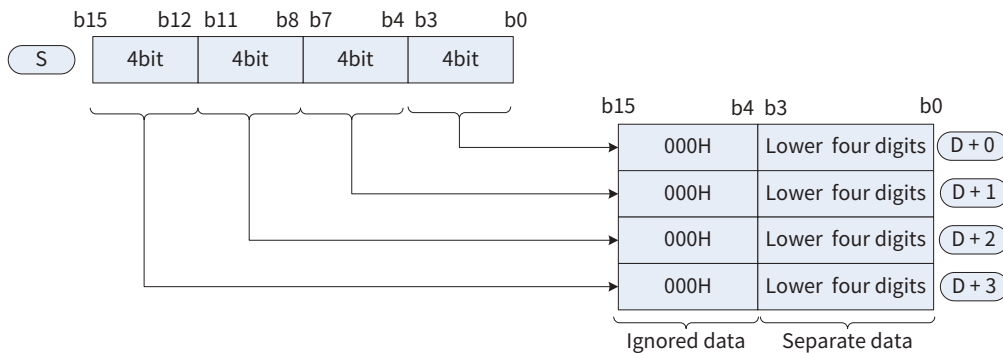 b15 b12 b11 b8 b7 b4 b3 b0
S 4bit 4bit 4bit 4bit
b15 b4 b3 b0
000H Lower four digits D + 0
000H Lower four digits D + 1
000H Lower four digits D + 2
000H Lower four digits D + 3
Ignored data Separate data